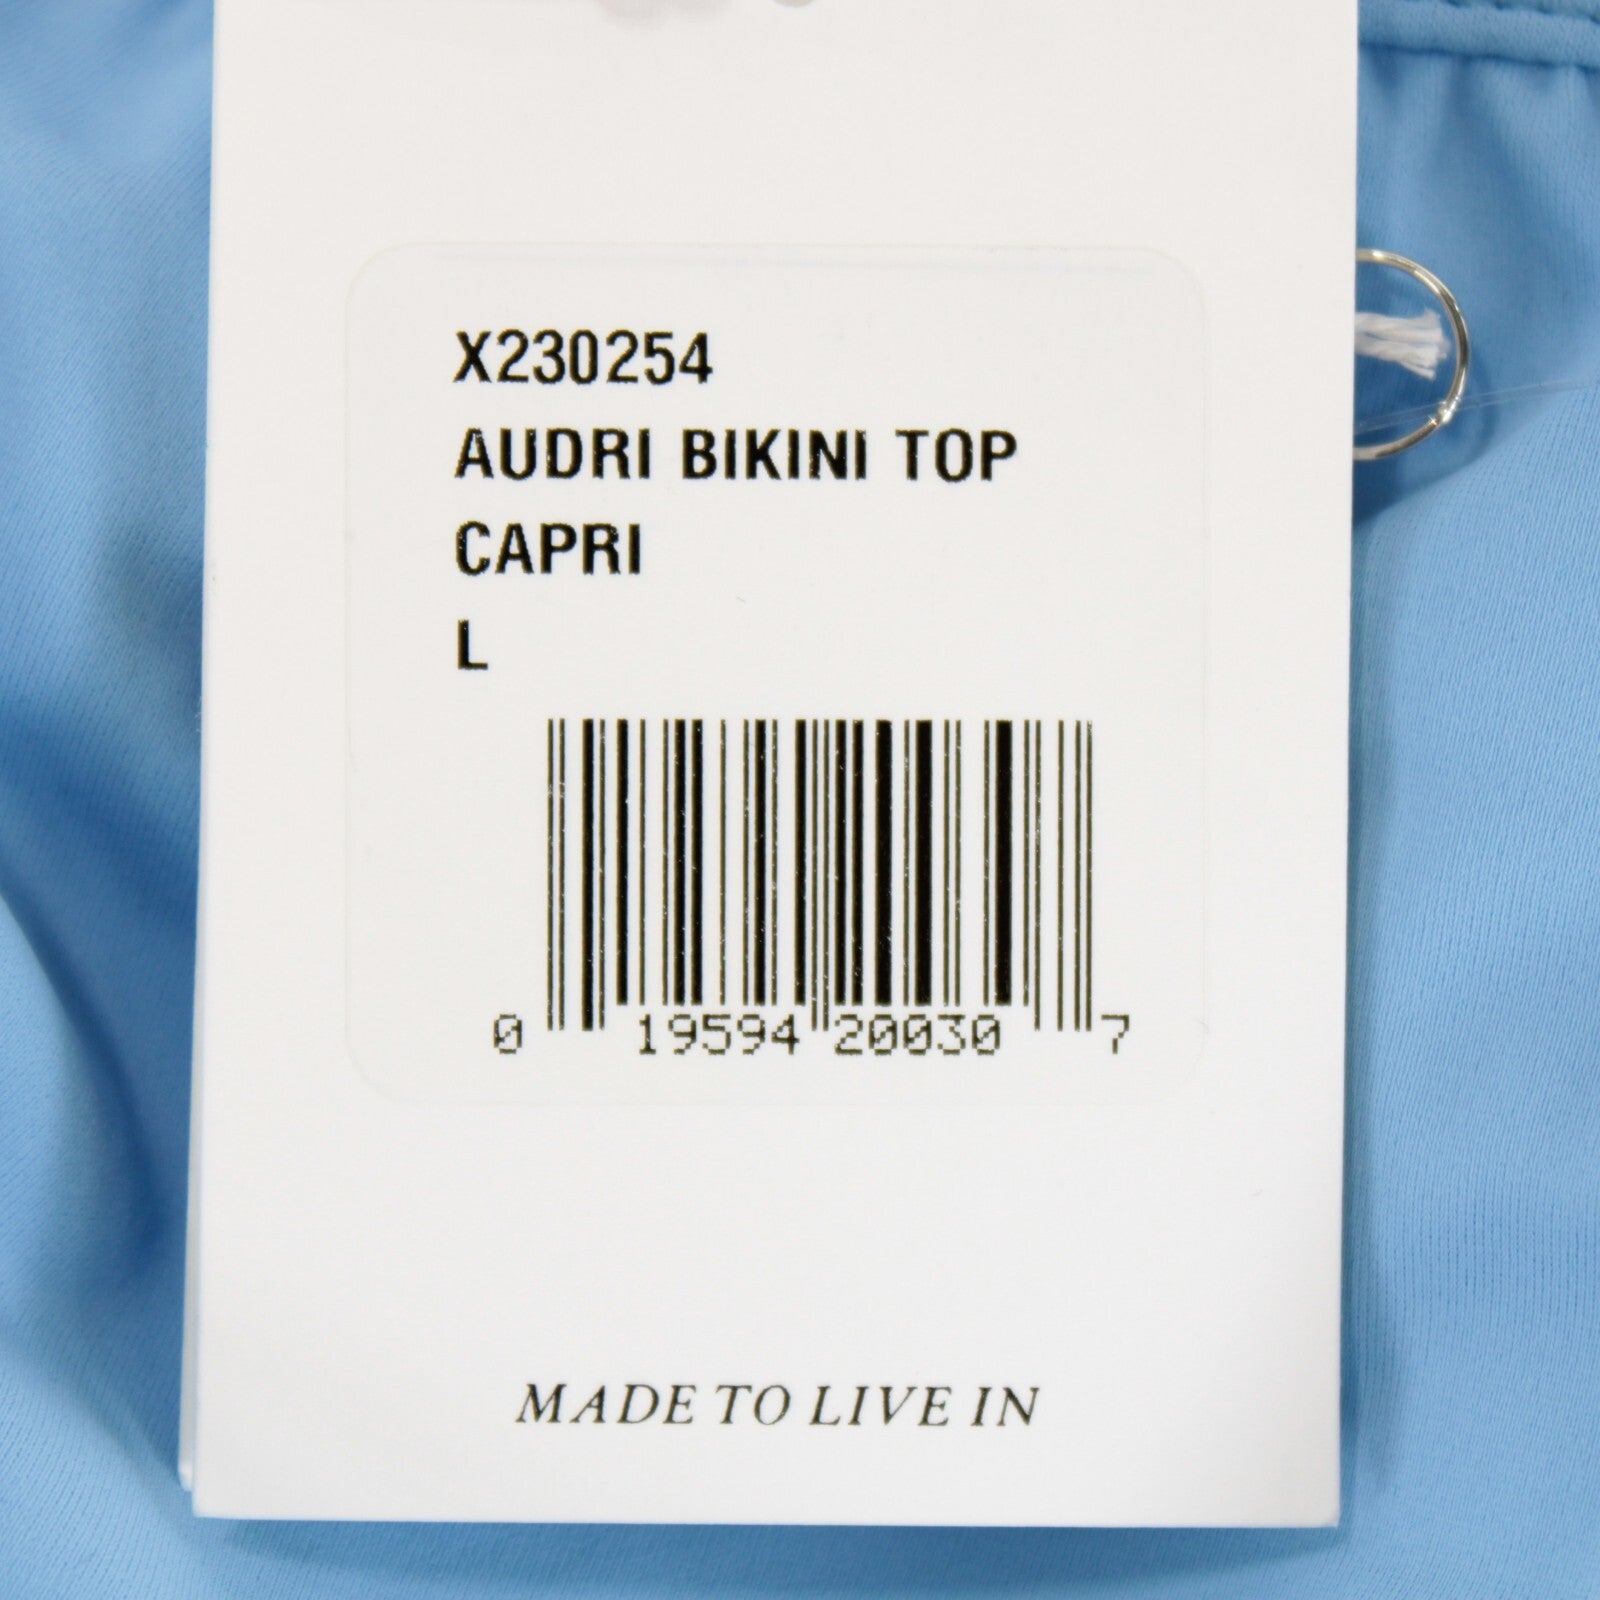 X230254
AUDRI BIKINI TOP
CAPRI
L
0 19594 20030 7
MADE TO LIVE IN